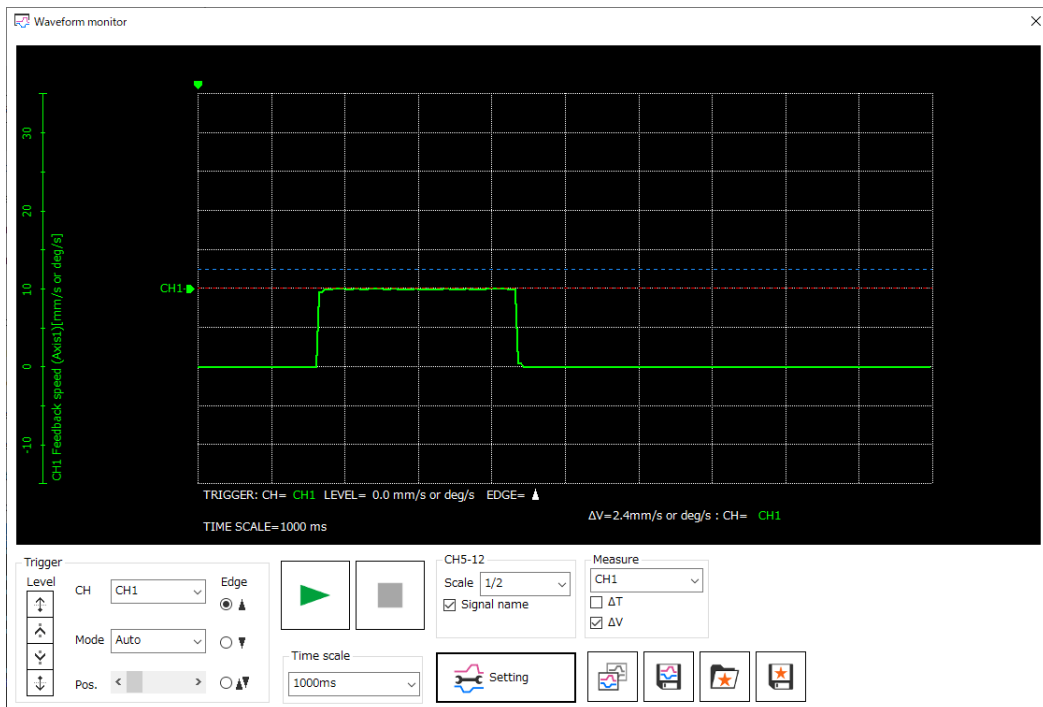 Waveform monitor
30
20
10
0
-10
CH1 Feedback speed (Axis1)[mm/s or deg/s]
CH1
TRIGGER: CH= CH1 LEVEL= 0.0 mm/s or deg/s EDGE=
ΔV=2.4mm/s or deg/s : CH= CH1
TIME SCALE=1000 ms
Trigger
Level
CH
CH1
Edge
Mode
Auto
Pos.
Time scale
1000ms
CH5-12
Scale
1/2
Signal name
Setting
Measure
CH1
ΔT
ΔV